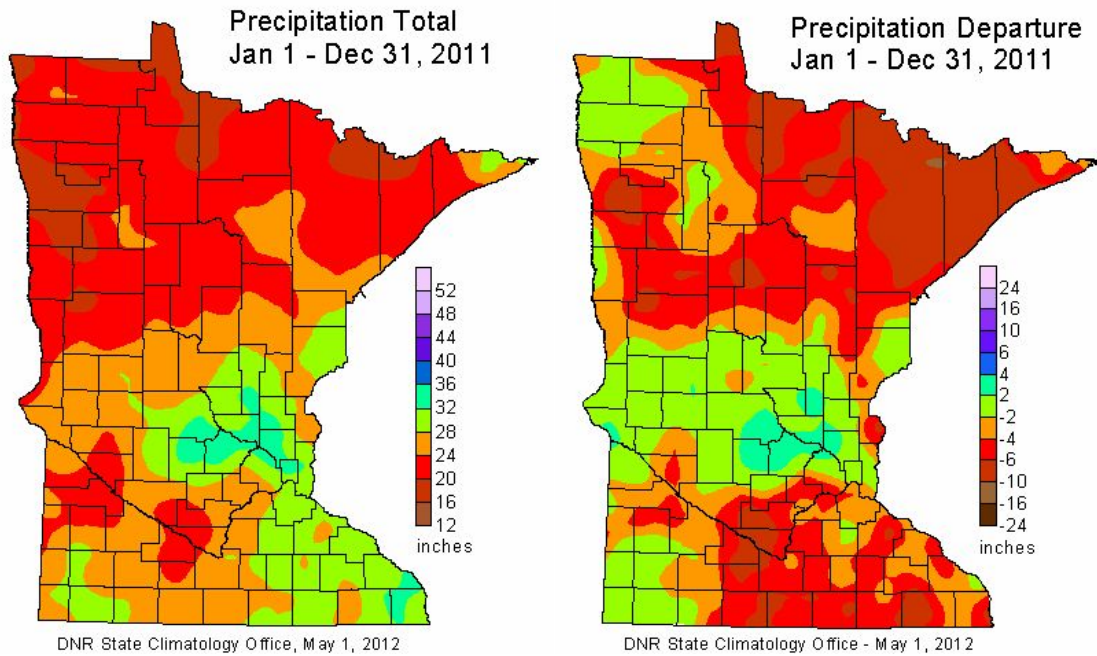 Precipitation Total
Jan 1 - Dec 31, 2011
52
48
44
40
36
32
28
24
20
16
12
inches
DNR State Climatology Office, May 1, 2012
Precipitation Departure
Jan 1 - Dec 31, 2011
24
16
10
6
4
2
-2
-4
-6
-10
-16
-24
inches
DNR State Climatology Office - May 1, 2012